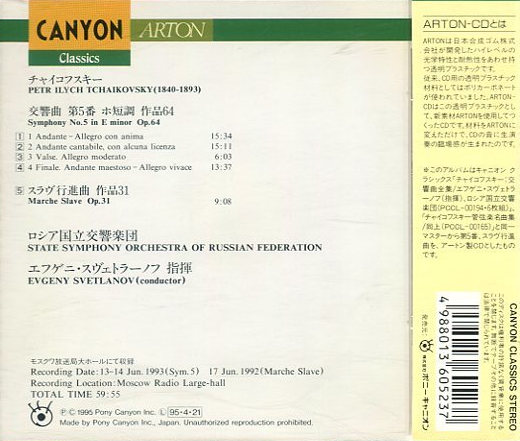 CANYON
Classics
ARTON
チャイコフスキー
PETR ILYCH TCHAIKOVSKY(1840-1893)
交響曲 第5番 ホ短調 作品64
Symphony No.5 in E minor Op.64
1 1 Andante－Allegro con anima 15:34
2 2 Andante cantabile, con alcuna licenza 15:11
3 3 Valse. Allegro moderato 6:03
4 4 Finale. Andante maestoso－Allegro vivace 13:37
5 スラヴ行進曲 作品31
Marche Slave Op.31 9:08
ロシア国立交響楽団
STATE SYMPHONY ORCHESTRA OF RUSSIAN FEDERATION
エフゲニ・スヴェトラーノフ 指揮
EVGENY SVETLANOV(conductor)
モスクワ放送局大ホールにて収録
Recording Date:13-14 Jun.1993(Sym.5) 17 Jun.1992(Marche Slave)
Recording Location:Moscow Radio Large-hall
TOTAL TIME 59:55
Ⓟ Ⓒ 1995 Pony Canyon Inc. Ⓛ 95・4・21
Made by Pony Canyon Inc., Japan. Unauthorized reproduction prohibited.
ARTON-CDとは
ARTONは日本合成ゴム株式
会社が開発したハイレベルの
光学特性と耐熱性をあわせ持
つ透明プラスチックです。
従来、CD用の透明プラスチック
材料としてはポリカーボネートが
使われていました。ARTON-
CDはこの透明プラスチックとし
て、新素材ARTONを使用してつ
くったCDです。材料をARTONに
変えただけで、CDの音に生演
奏の臨場感が生まれたのです。
※このアルバムはキャニオン クラ
シックス「チャイコフスキー：交
響曲全集/エフゲニ・スヴェトラ
ーノフ(指揮)、ロシア国立交響
楽団(PCCL-00194・6枚組)」、「
チャイコフスキー管弦楽名曲集
/同上(PCCL-00165)」と同一
マスターから第5番、スラヴ行進
曲を、アートン製CDとしたもので
す。
4988013605237
発売元：
株式会社 ポニーキャニオン
CANYON CLASSICS STEREO